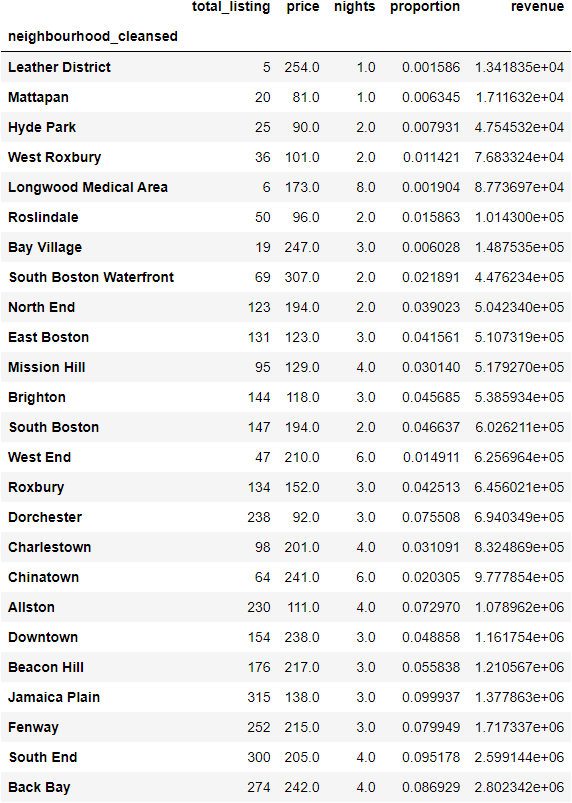 total_listing price nights proportion revenue
neighbourhood_cleansed
Leather District 5 254.0 1.0 0.001586 1.341835e+04
Mattapan 20 81.0 1.0 0.006345 1.711632e+04
Hyde Park 25 90.0 2.0 0.007931 4.754532e+04
West Roxbury 36 101.0 2.0 0.011421 7.683324e+04
Longwood Medical Area 6 173.0 8.0 0.001904 8.773697e+04
Roslindale 50 96.0 2.0 0.015863 1.014300e+05
Bay Village 19 247.0 3.0 0.006028 1.487535e+05
South Boston Waterfront 69 307.0 2.0 0.021891 4.476234e+05
North End 123 194.0 2.0 0.039023 5.042340e+05
East Boston 131 123.0 3.0 0.041561 5.107319e+05
Mission Hill 95 129.0 4.0 0.030140 5.179270e+05
Brighton 144 118.0 3.0 0.045685 5.385934e+05
South Boston 147 194.0 2.0 0.046637 6.026211e+05
West End 47 210.0 6.0 0.014911 6.256964e+05
Roxbury 134 152.0 3.0 0.042513 6.456021e+05
Dorchester 238 92.0 3.0 0.075508 6.940349e+05
Charlestown 98 201.0 4.0 0.031091 8.324869e+05
Chinatown 64 241.0 6.0 0.020305 9.777854e+05
Allston 230 111.0 4.0 0.072970 1.078962e+06
Downtown 154 238.0 3.0 0.048858 1.161754e+06
Beacon Hill 176 217.0 3.0 0.055838 1.210567e+06
Jamaica Plain 315 138.0 3.0 0.099937 1.377863e+06
Fenway 252 215.0 3.0 0.079949 1.717337e+06
South End 300 205.0 4.0 0.095178 2.599144e+06
Back Bay 274 242.0 4.0 0.086929 2.802342e+06